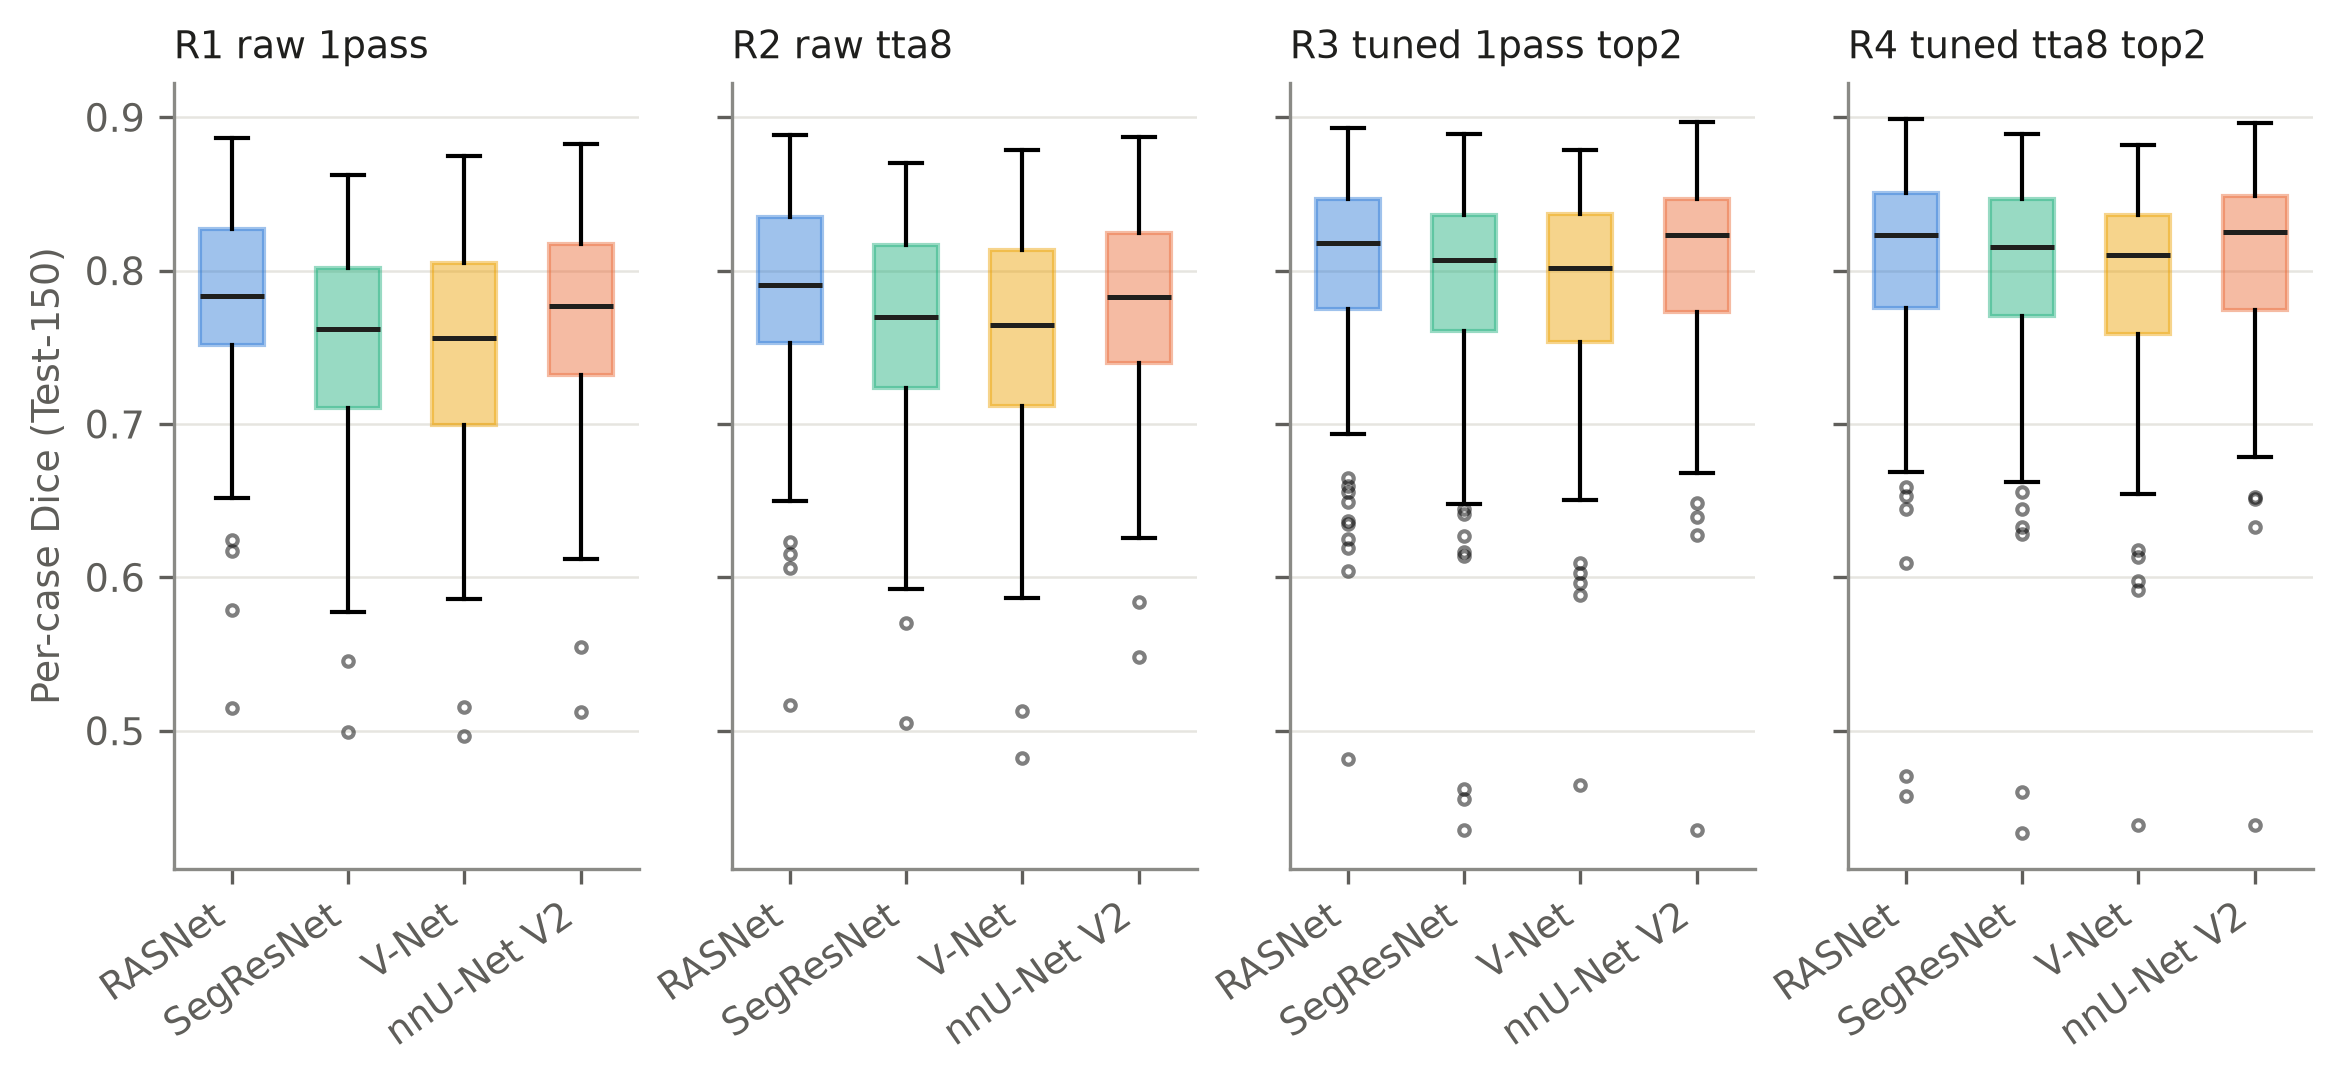 R1 raw 1pass
R2 raw tta8
R3 tuned 1pass top2
R4 tuned tta8 top2
Per-case Dice (Test-150)
0.9
0.8
0.7
0.6
0.5
RASNet
SegResNet
V-Net
nnU-Net V2
RASNet
SegResNet
V-Net
nnU-Net V2
RASNet
SegResNet
V-Net
nnU-Net V2
RASNet
SegResNet
V-Net
nnU-Net V2